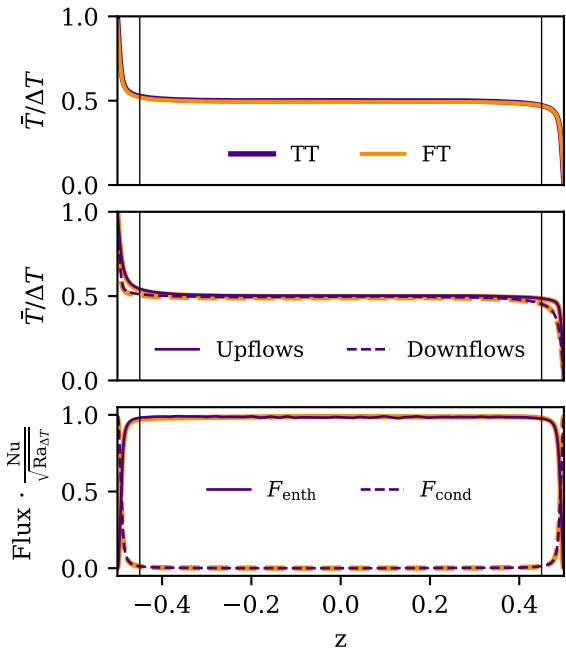 1.0
0.5
0.0
T̄/ΔT
TT FT
1.0
0.5
0.0
T̄/ΔT
Upflows Downflows
1.0
0.5
0.0
Flux · Nu/√Ra_ΔT
F_enth F_cond
−0.4 −0.2 0.0 0.2 0.4
z